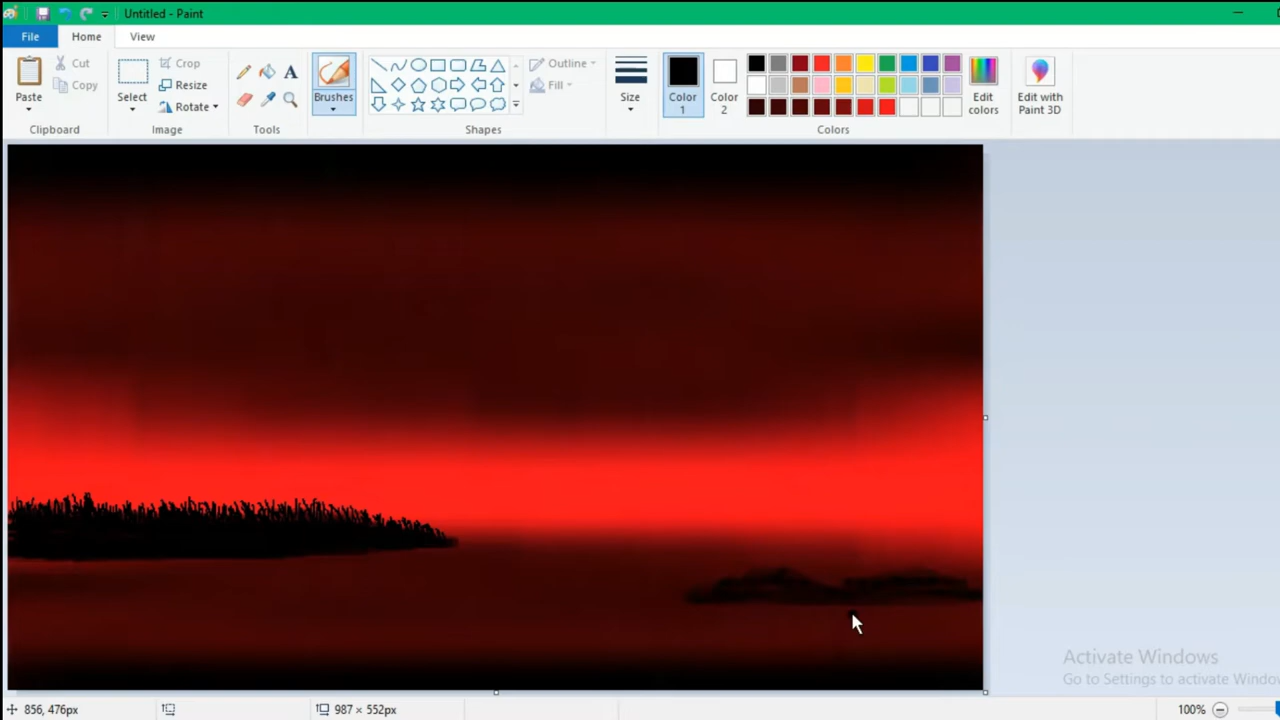 Untitled - Paint
File Home View
Paste
Cut
Copy
Clipboard
Select
Crop
Resize
Rotate
Image
A
Tools
Brushes
Outline
Fill
Shapes
Size
Color
1
Color
2
Edit
colors
Colors
Edit with
Paint 3D
Activate Windows
Go to Settings to activate Windo
856, 476px
987 × 552px
100%